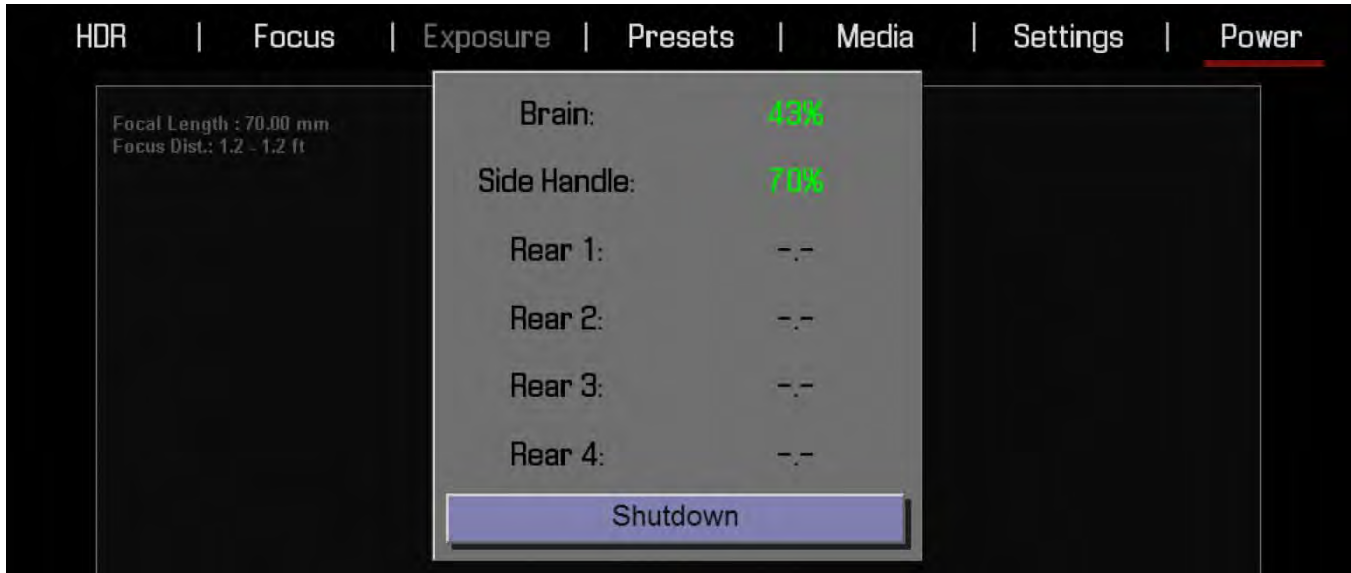 HDR | Focus | Exposure | Presets | Media | Settings | Power
Focal Length : 70.00 mm
Focus Dist.: 1.2 - 1.2 ft
Brain: 43%
Side Handle: 70%
Rear 1: -.-
Rear 2: -.-
Rear 3: -.-
Rear 4: -.-
Shutdown